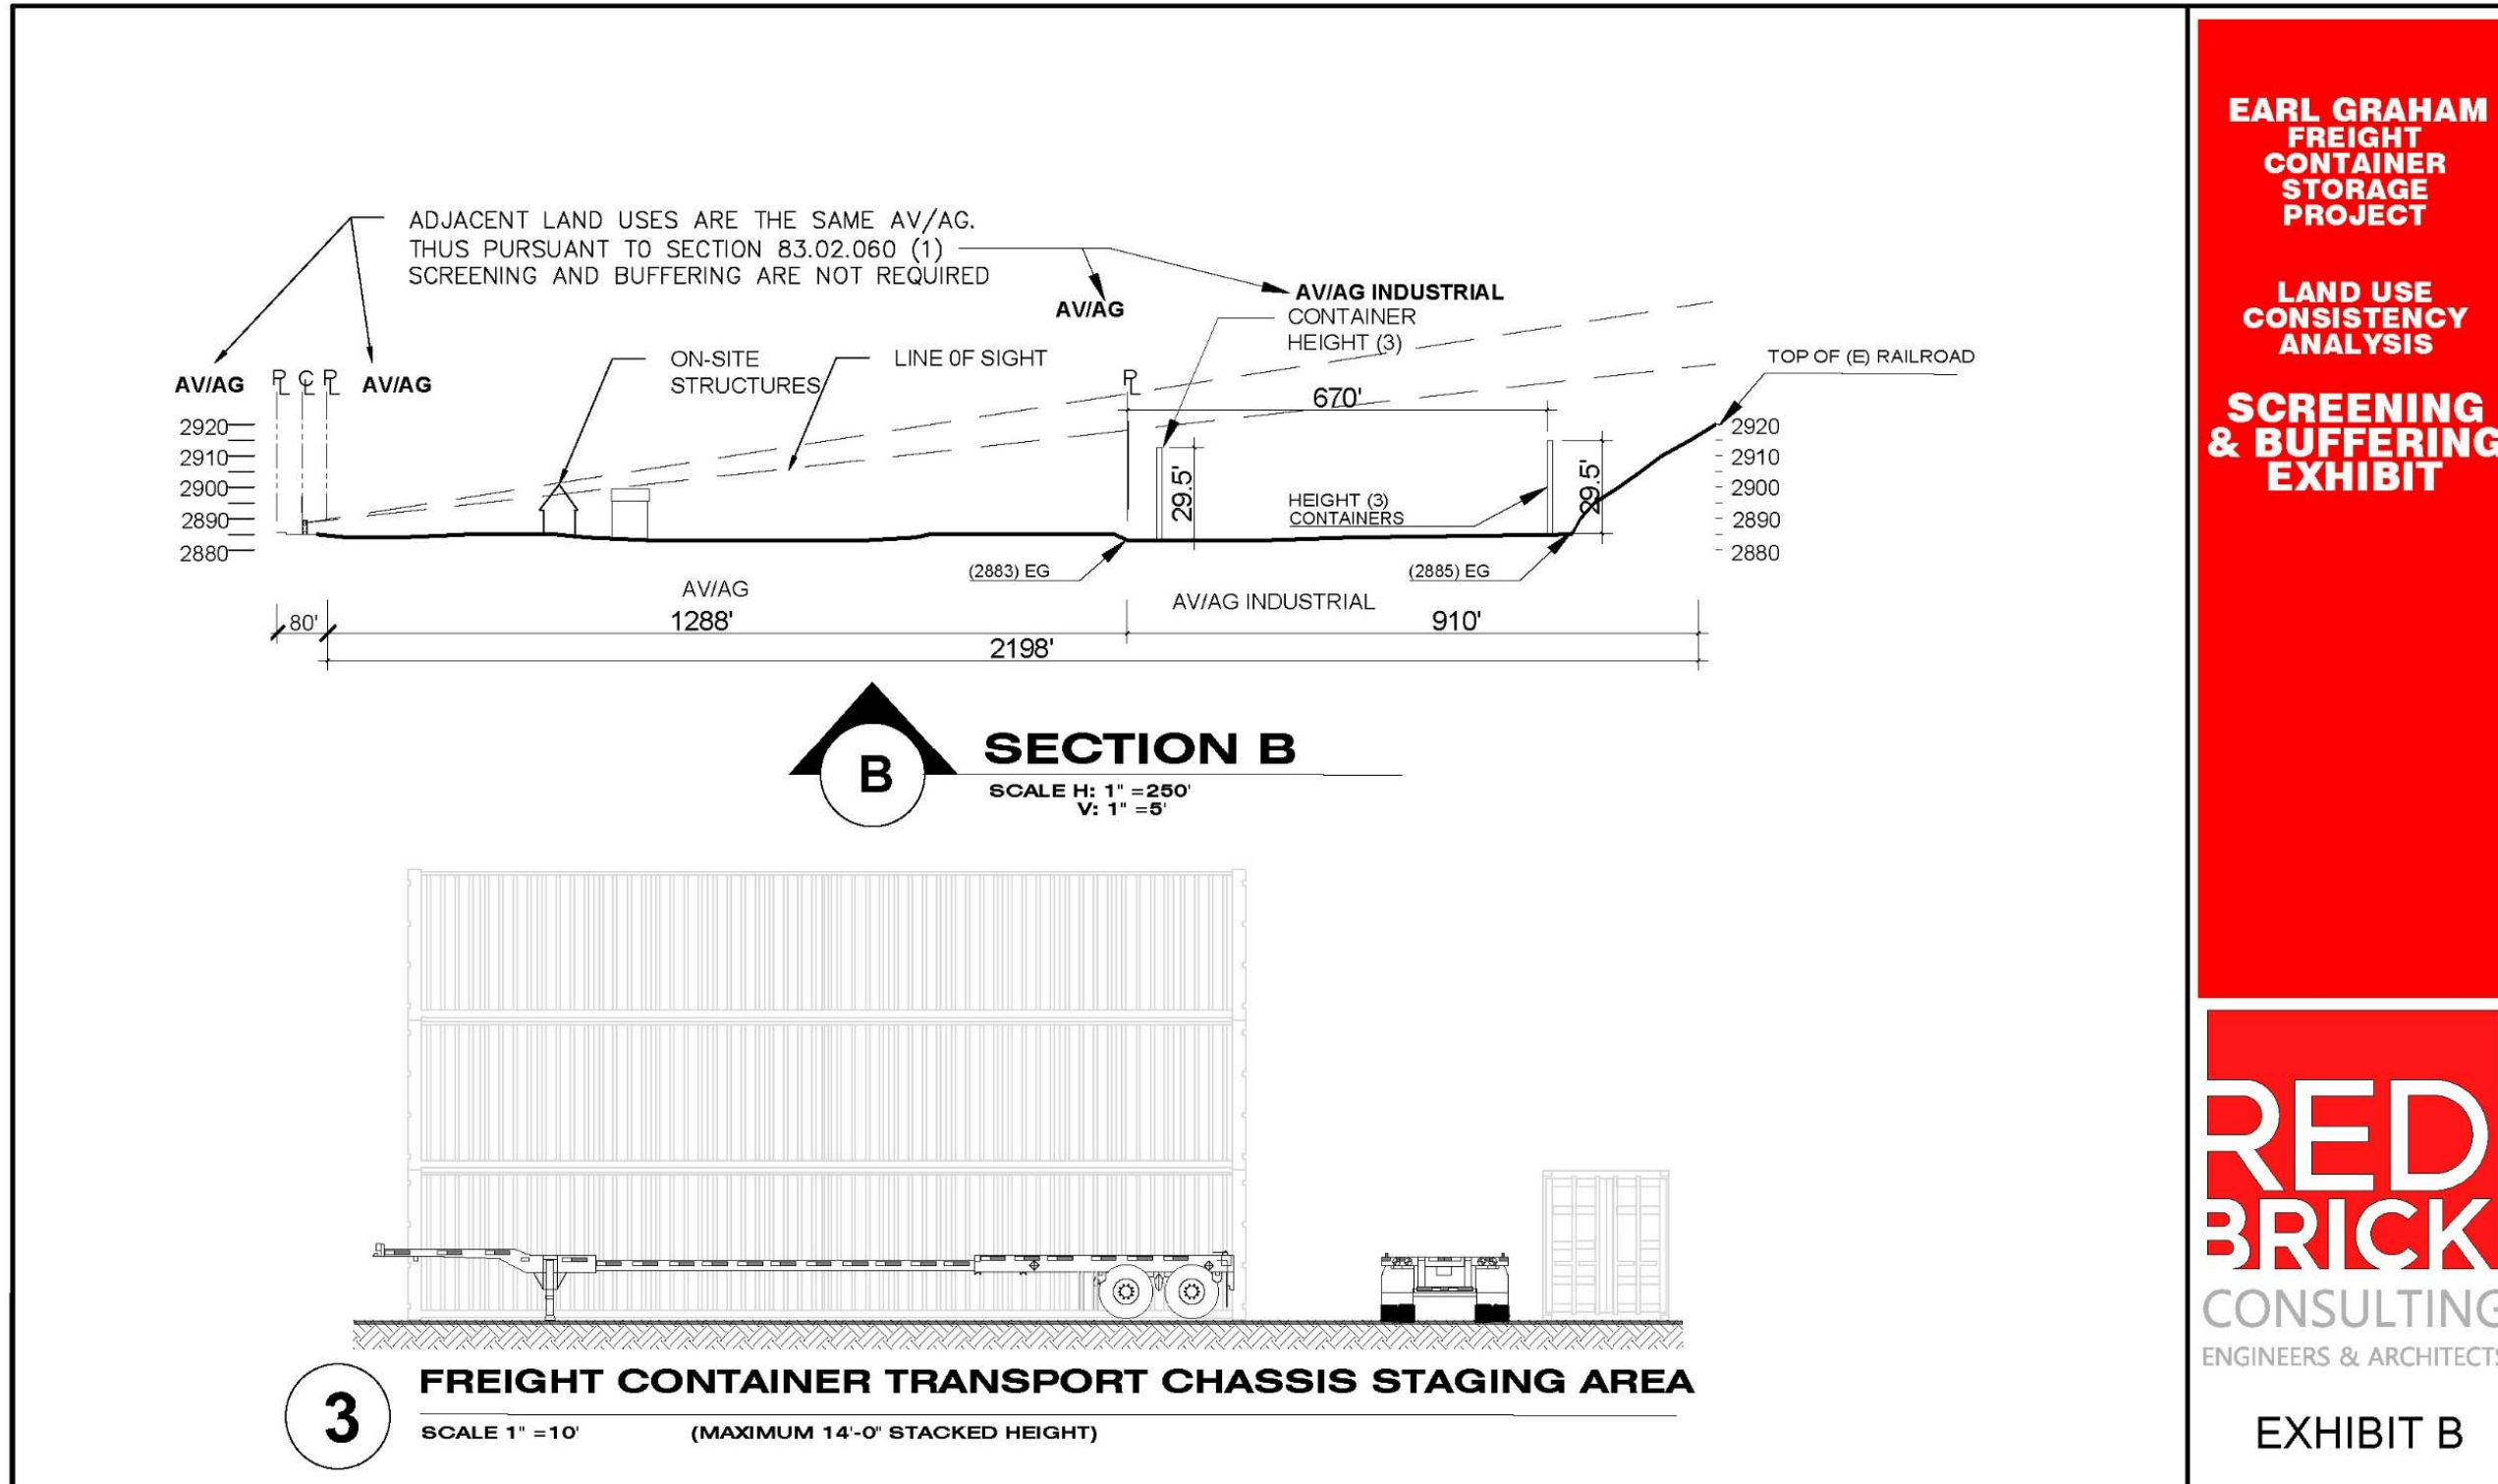 ADJACENT LAND USES ARE THE SAME AV/AG.
THUS PURSUANT TO SECTION 83.02.060 (1)
SCREENING AND BUFFERING ARE NOT REQUIRED
AV/AG
AV/AG INDUSTRIAL
CONTAINER
HEIGHT (3)
ON-SITE
STRUCTURES
LINE OF SIGHT
TOP OF (E) RAILROAD
AV/AG
PL
CL
PL
AV/AG
PL
670'
2920
2910
2900
2890
2880
29.5'
HEIGHT (3)
CONTAINERS
29.5'
2920
2910
2900
2890
2880
(2883) EG
(2885) EG
AV/AG
AV/AG INDUSTRIAL
80'
1288'
910'
2198'
B
SECTION B
SCALE H: 1" =250'
V: 1" =5'
3
FREIGHT CONTAINER TRANSPORT CHASSIS STAGING AREA
SCALE 1" =10'
(MAXIMUM 14'-0" STACKED HEIGHT)
EARL GRAHAM
FREIGHT
CONTAINER
STORAGE
PROJECT
LAND USE
CONSISTENCY
ANALYSIS
SCREENING
& BUFFERING
EXHIBIT
RED
BRICK
CONSULTING
ENGINEERS & ARCHITECTS
EXHIBIT B